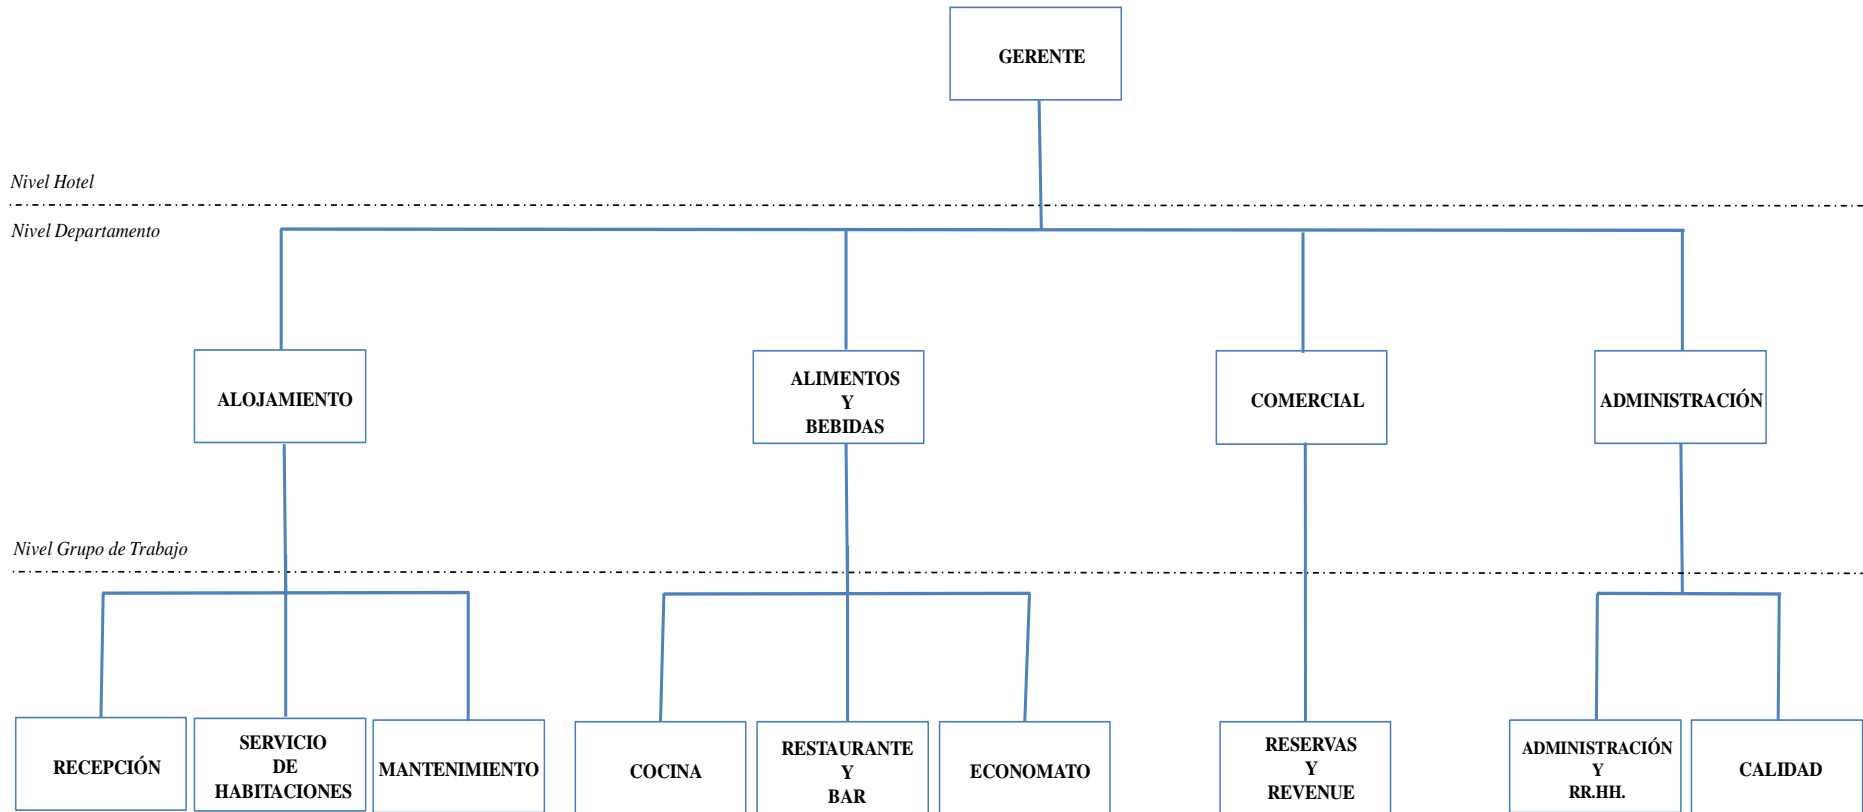 GERENTE
Nivel Hotel
Nivel Departamento
ALOJAMIENTO
ALIMENTOS
Y
BEBIDAS
COMERCIAL
ADMINISTRACIÓN
Nivel Grupo de Trabajo
RECEPCIÓN
SERVICIO
DE
HABITACIONES
MANTENIMIENTO
COCINA
RESTAURANTE
Y
BAR
ECONOMATO
RESERVAS
Y
REVENUE
ADMINISTRACIÓN
Y
RR.HH.
CALIDAD